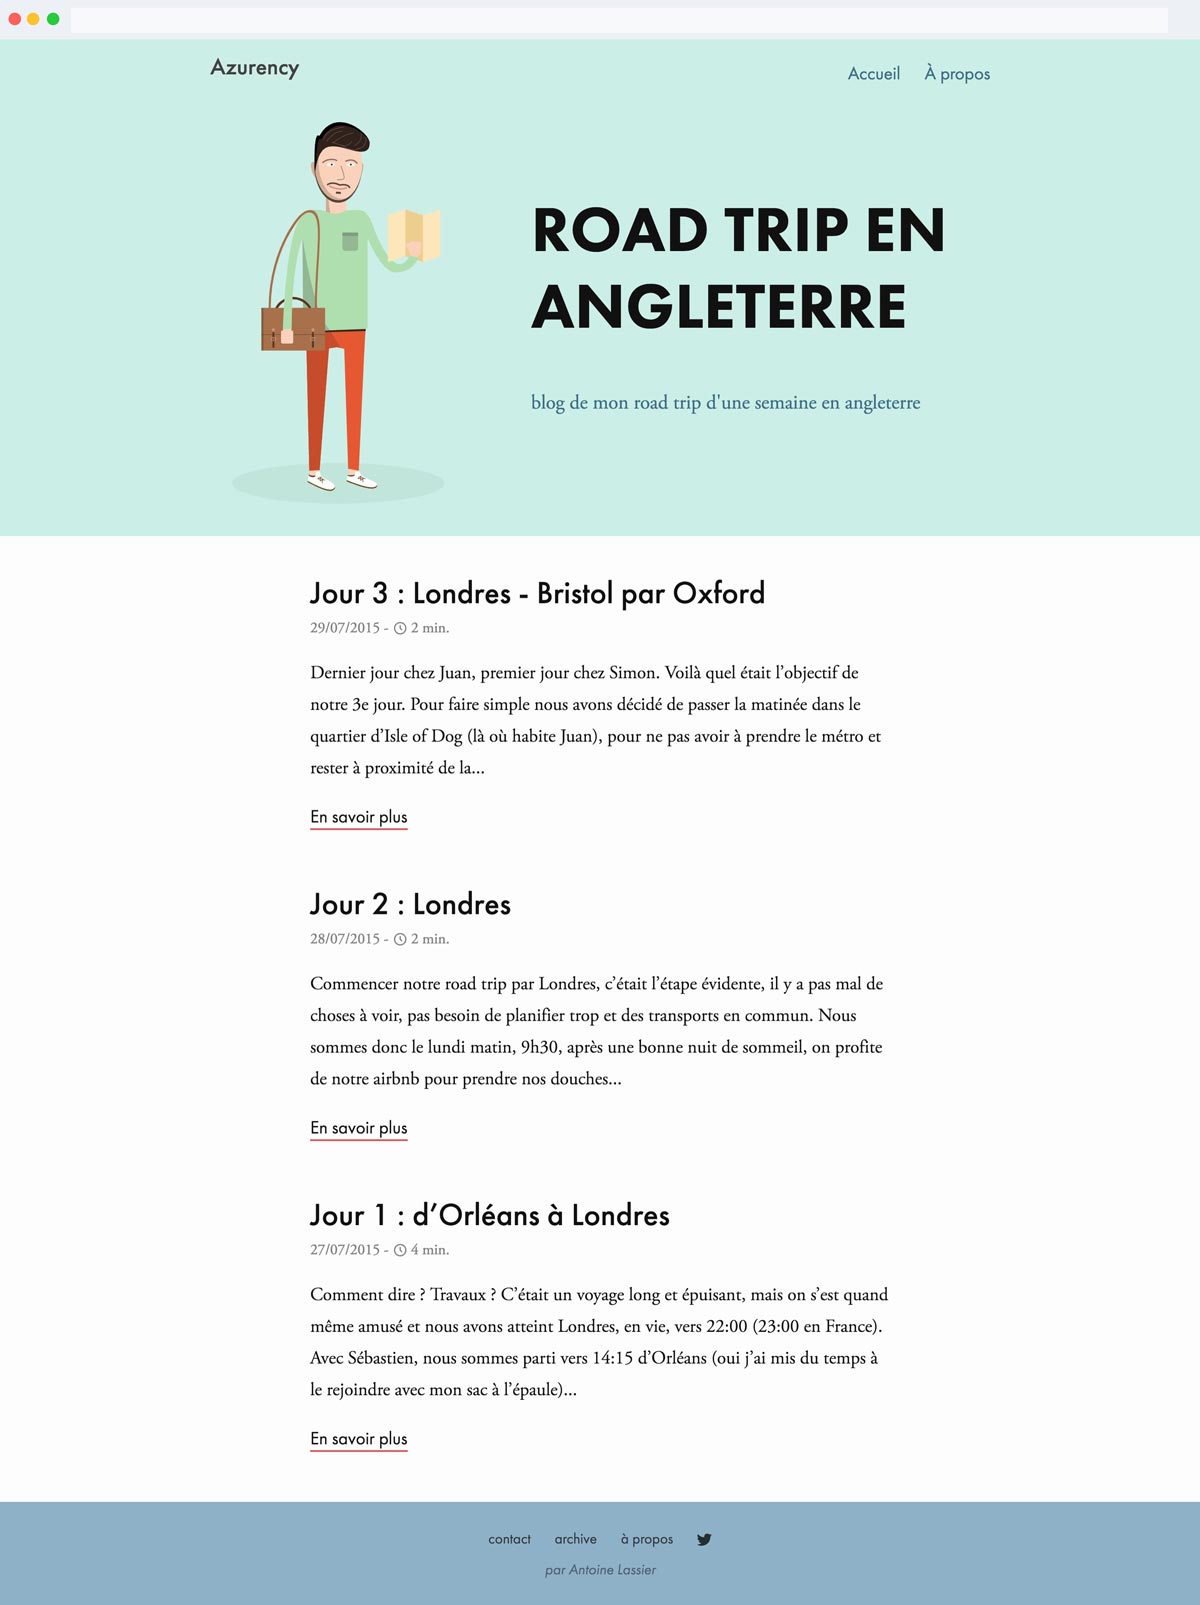 Azurency
Accueil À propos
ROAD TRIP EN
ANGLETERRE
blog de mon road trip d'une semaine en angleterre
Jour 3 : Londres - Bristol par Oxford
29/07/2015 - 2 min.
Dernier jour chez Juan, premier jour chez Simon. Voilà quel était l’objectif de
notre 3e jour. Pour faire simple nous avons décidé de passer la matinée dans le
quartier d’Isle of Dog (là où habite Juan), pour ne pas avoir à prendre le métro et
rester à proximité de la...
En savoir plus
Jour 2 : Londres
28/07/2015 - 2 min.
Commencer notre road trip par Londres, c’était l’étape évidente, il y a pas mal de
choses à voir, pas besoin de planifier trop et des transports en commun. Nous
sommes donc le lundi matin, 9h30, après une bonne nuit de sommeil, on profite
de notre airbnb pour prendre nos douches...
En savoir plus
Jour 1 : d’Orléans à Londres
27/07/2015 - 4 min.
Comment dire ? Travaux ? C’était un voyage long et épuisant, mais on s’est quand
même amusé et nous avons atteint Londres, en vie, vers 22:00 (23:00 en France).
Avec Sébastien, nous sommes parti vers 14:15 d’Orléans (oui j’ai mis du temps à
le rejoindre avec mon sac à l’épaule)...
En savoir plus
contact archive à propos
par Antoine Lassier